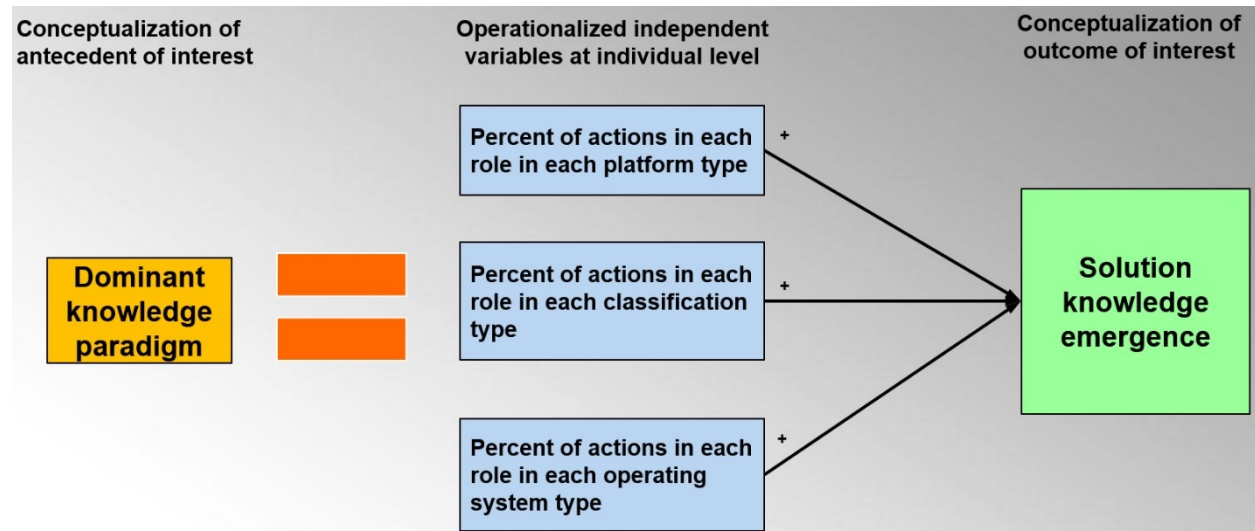 Conceptualization of
antecedent of interest
Operationalized independent
variables at individual level
Conceptualization of
outcome of interest
Percent of actions in each
role in each platform type
+
Dominant
knowledge
paradigm
Percent of actions in each
role in each classification
type
+
Solution
knowledge
emergence
Percent of actions in each
role in each operating
system type
+